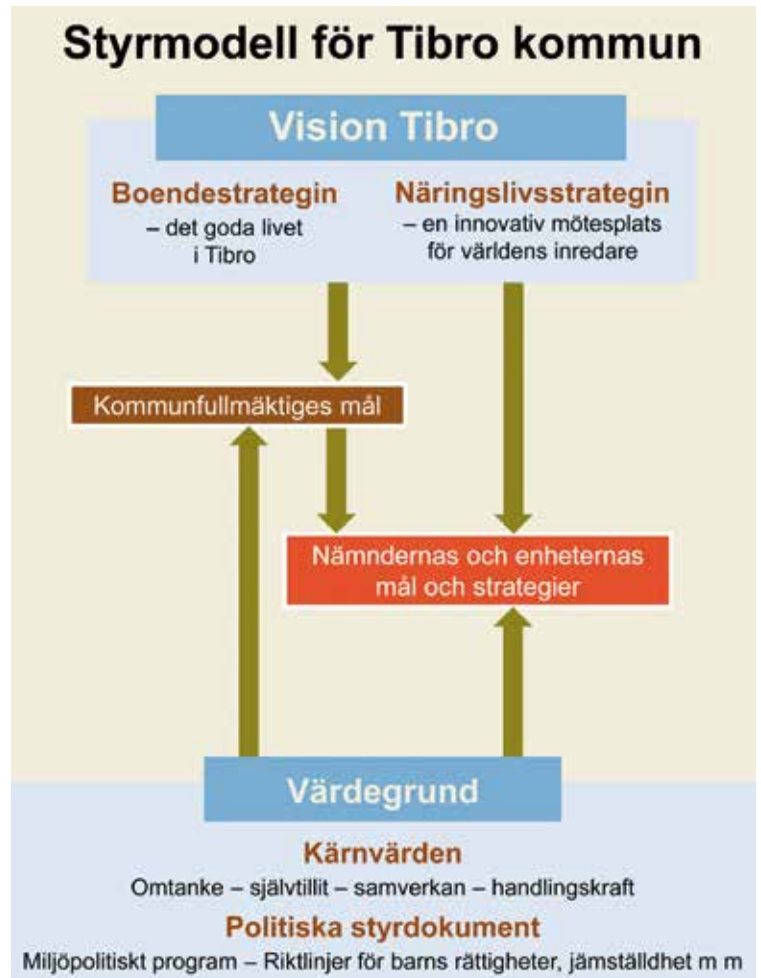 Styrmodell för Tibro kommun
Vision Tibro
Boendestrategin
– det goda livet
i Tibro
Näringslivsstrategin
– en innovativ mötesplats
för världens inredare
Kommunfullmäktiges mål
Nämndernas och enheternas
mål och strategier
Värdegrund
Kärnvärden
Omtanke – självtillit – samverkan – handlingskraft
Politiska styrdokument
Miljöpolitiskt program – Riktlinjer för barns rättigheter, jämställdhet m m